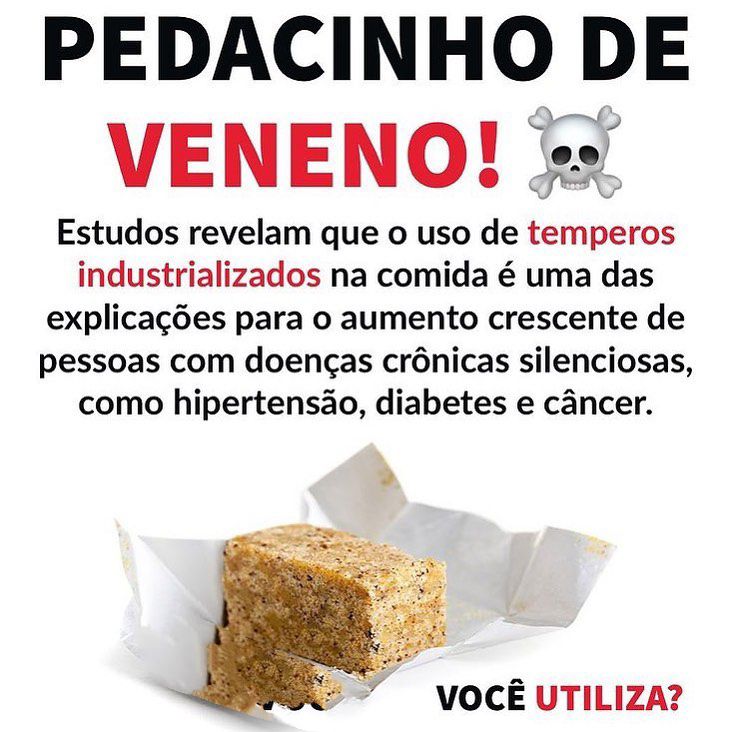 PEDACINHO DE
VENENO! ☠️
Estudos revelam que o uso de temperos
industrializados na comida é uma das
explicações para o aumento crescente de
pessoas com doenças crônicas silenciosas,
como hipertensão, diabetes e câncer.
VOCÊ UTILIZA?